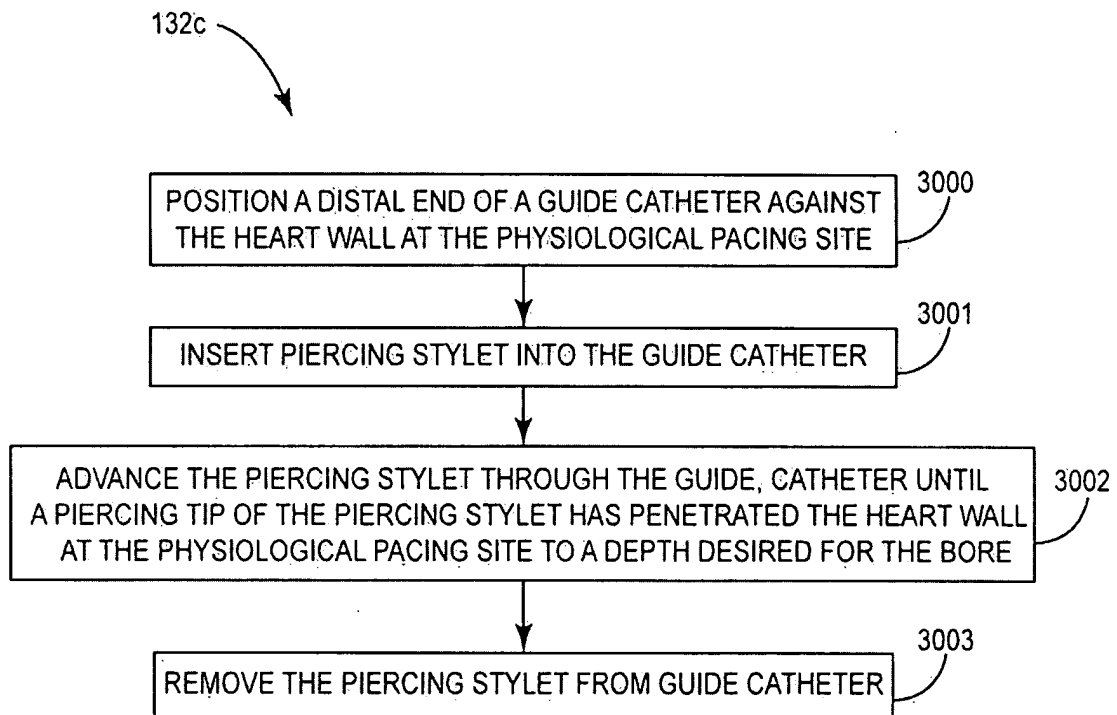 132c
3000
POSITION A DISTAL END OF A GUIDE CATHETER AGAINST
THE HEART WALL AT THE PHYSIOLOGICAL PACING SITE
3001
INSERT PIERCING STYLET INTO THE GUIDE CATHETER
3002
ADVANCE THE PIERCING STYLET THROUGH THE GUIDE, CATHETER UNTIL
A PIERCING TIP OF THE PIERCING STYLET HAS PENETRATED THE HEART WALL
AT THE PHYSIOLOGICAL PACING SITE TO A DEPTH DESIRED FOR THE BORE
3003
REMOVE THE PIERCING STYLET FROM GUIDE CATHETER